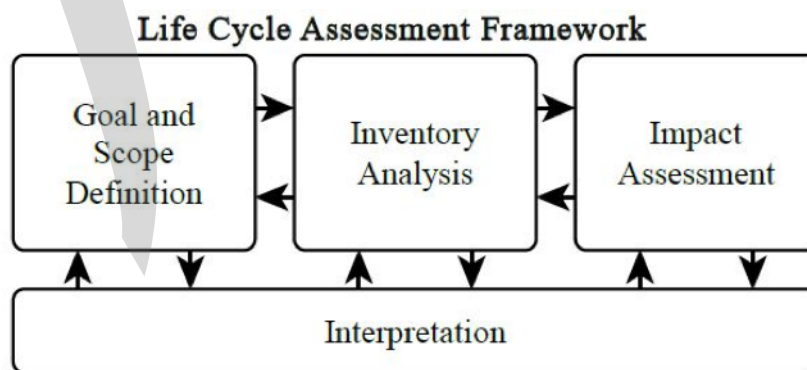 Life Cycle Assessment Framework
Goal and
Scope
Definition
Inventory
Analysis
Impact
Assessment
Interpretation